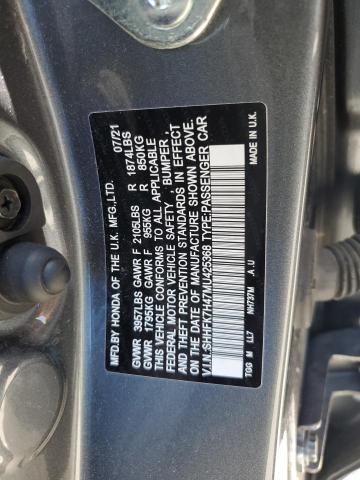 MFD.BY HONDA OF THE U.K. MFG.,LTD. 07/21
GVWR 3957LBS GAWR F 2105LBS R 1874LBS
GVWR 1795KG GAWR F 955KG R 850KG
THIS VEHICLE CONFORMS TO ALL APPLICABLE
FEDERAL MOTOR VEHICLE SAFETY , BUMPER ,
AND THEFT PREVENTION STANDARDS IN EFFECT
ON THE DATE OF MANUFACTURE SHOWN ABOVE.
V.I.N:SHHFK7H47MU425368 TYPE:PASSENGER CAR
TGG M LL7 NH737M .A.U MADE IN U.K.